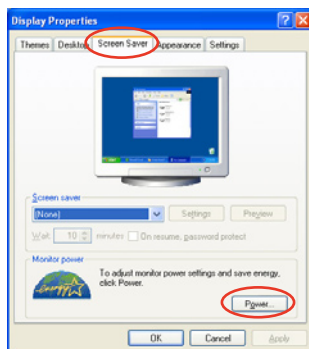 Display Properties
Themes Desktop Screen Saver Appearance Settings
Screen saver
(None) Settings Preview
Wait: 10 minutes On resume, password protect
Monitor power
To adjust monitor power settings and save energy,
click Power.
Power...
OK Cancel Apply